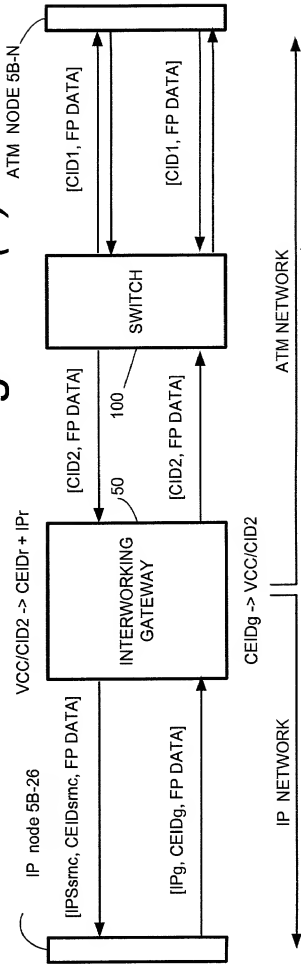 IP node 5B-26
VCC/CID2 -> CEIDr + IPr
50
100
ATM NODE 5B-N
[IPSsrnc, CEIDsrnc, FP DATA]
[CID2, FP DATA]
[CID1, FP DATA]
INTERWORKING
GATEWAY
SWITCH
[IPg, CEIDg, FP DATA]
[CID2, FP DATA]
[CID1, FP DATA]
CEIDg -> VCC/CID2
IP NETWORK
ATM NETWORK